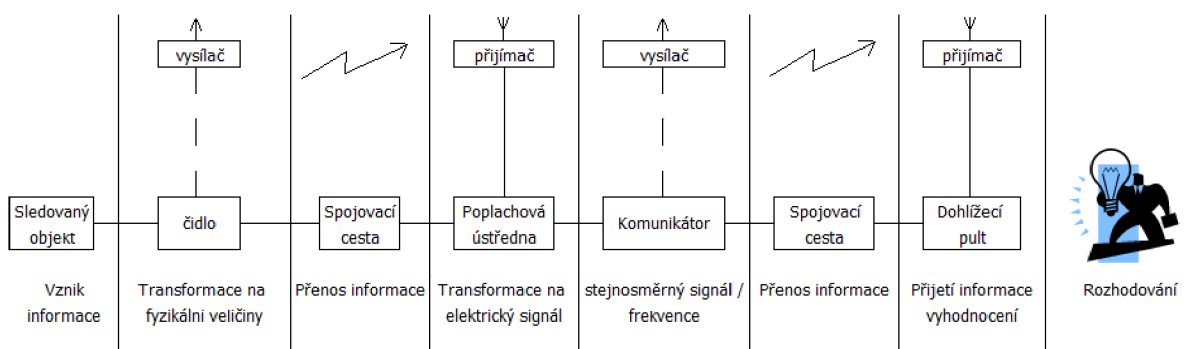 vysílač
přijímač
vysílač
přijímač
Sledovaný
objekt
čidlo
Spojovací
cesta
Poplachová
ústředna
Komunikátor
Spojovací
cesta
Dohlížecí
pult
Vznik
informace
Transformace na
fyzikálni veličiny
Přenos informace
Transformace na
elektrický signál
stejnosměrný signál /
frekvence
Přenos informace
Přijetí informace
vyhodnocení
Rozhodování